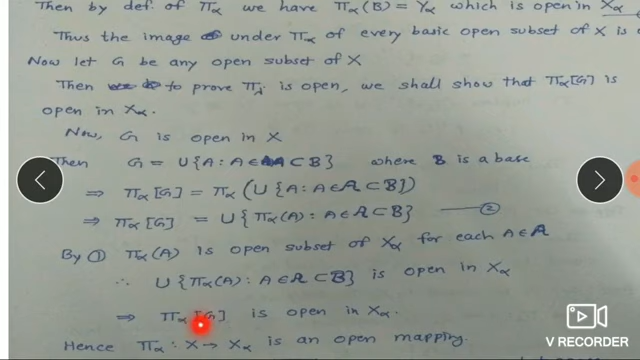 Then by def. of πα we have πα(B) = Yα which is open in Xα
Thus the image under πα of every basic open subset of X is
Now let G be any open subset of X
Then to prove πi is open, we shall show that πα[G] is
open in Xα.
Now, G is open in X
Then G = ∪{A : A ∈ 𝒜 ⊂ B} where B is a base
⇒ πα[G] = πα(∪{A : A ∈ 𝒜 ⊂ B})
⇒ πα[G] = ∪{πα(A) : A ∈ 𝒜 ⊂ B} —— ②
By ① πα(A) is open subset of Xα for each A ∈ 𝒜
∴ ∪{πα(A) : A ∈ 𝒜 ⊂ B} is open in Xα
⇒ πα[G] is open in Xα.
Hence πα : X → Xα is an open mapping.
V RECORDER